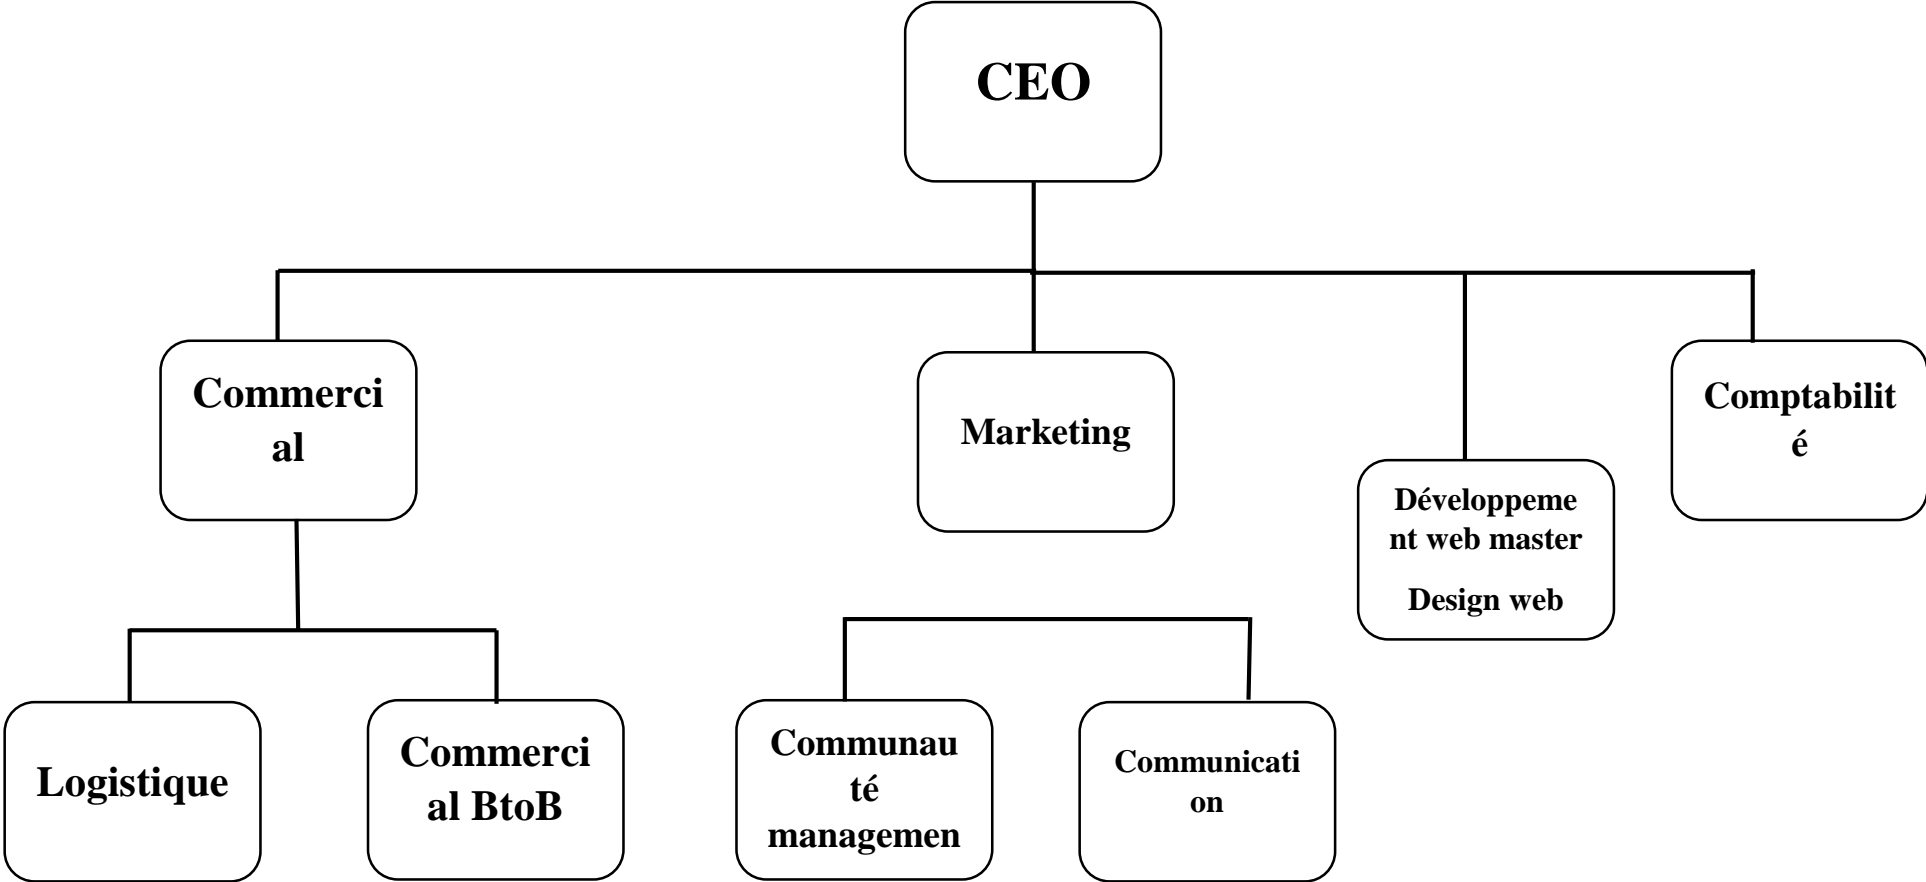 CEO
Commerci
al
Marketing
Comptabilit
é
Développeme
nt web master
Design web
Logistique
Commerci
al BtoB
Communau
té
managemen
Communicati
on